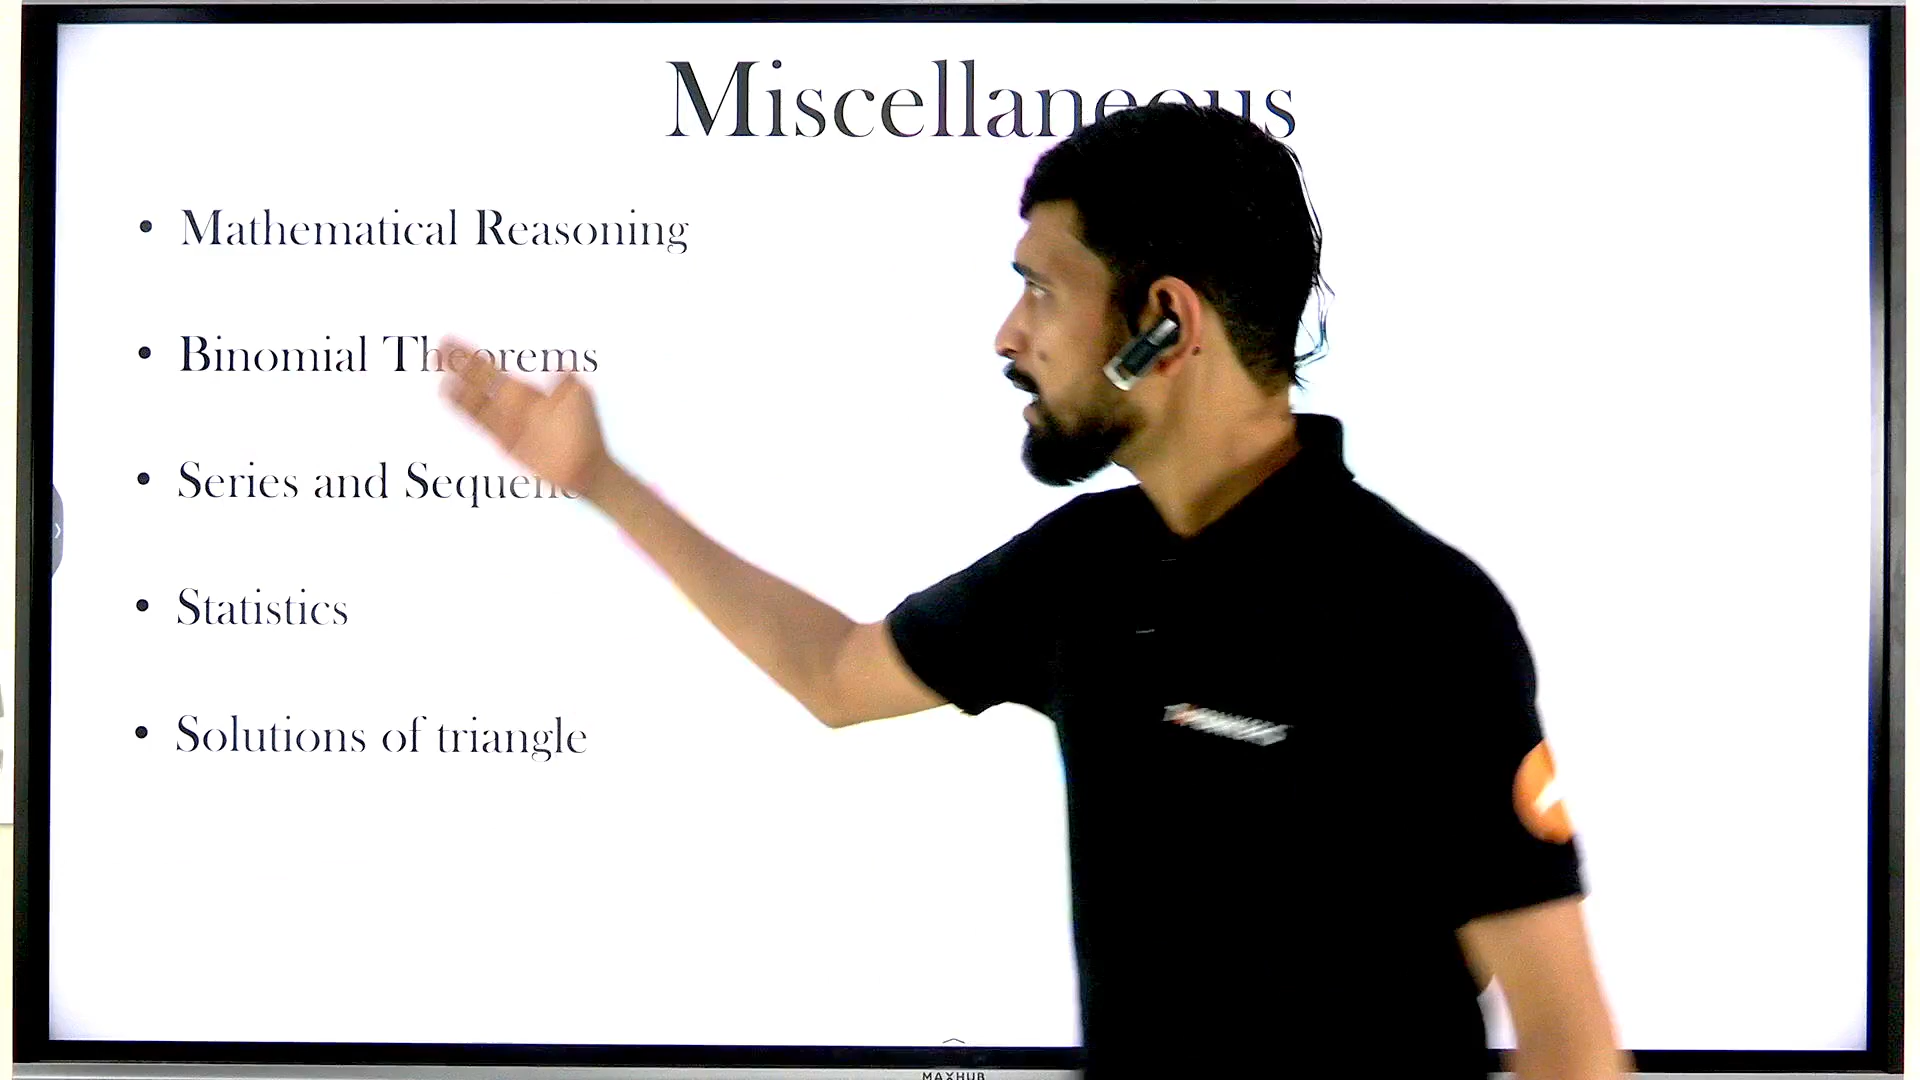 Miscellaneous
• Mathematical Reasoning
• Binomial Theorems
• Series and
• Statistics
• Solutions of triangle
MAXHUB